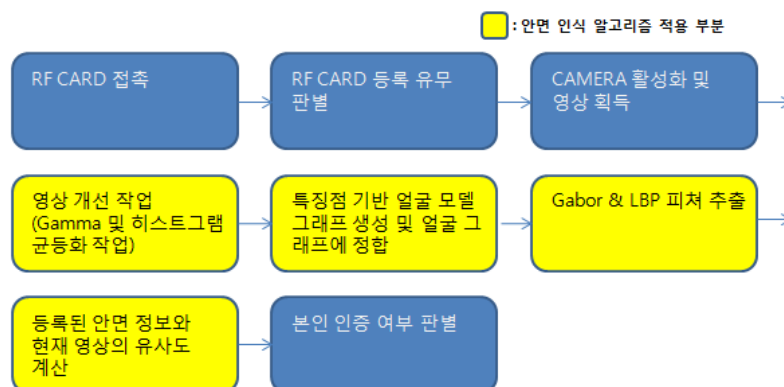 : 안면 인식 알고리즘 적용 부분
RF CARD 접촉
RF CARD 등록 유무
판별
CAMERA 활성화 및
영상 획득
영상 개선 작업
(Gamma 및 히스트그램
균등화 작업)
특징점 기반 얼굴 모델
그래프 생성 및 얼굴 그
래프에 정합
Gabor & LBP 피쳐 추출
등록된 안면 정보와
현재 영상의 유사도
계산
본인 인증 여부 판별